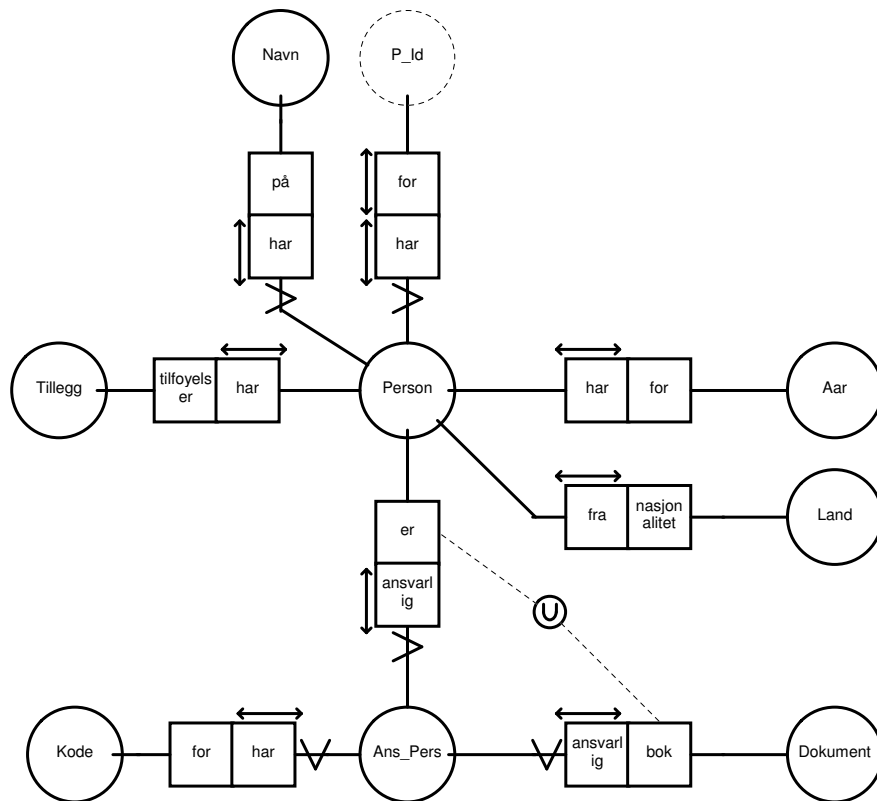 Navn
P_Id
på
for
har
har
Tillegg
tilfoyels
er
har
Person
har
for
Aar
fra
nasjon
alitet
Land
er
ansvarl
ig
U
Kode
for
har
Ans_Pers
ansvarl
ig
bok
Dokument